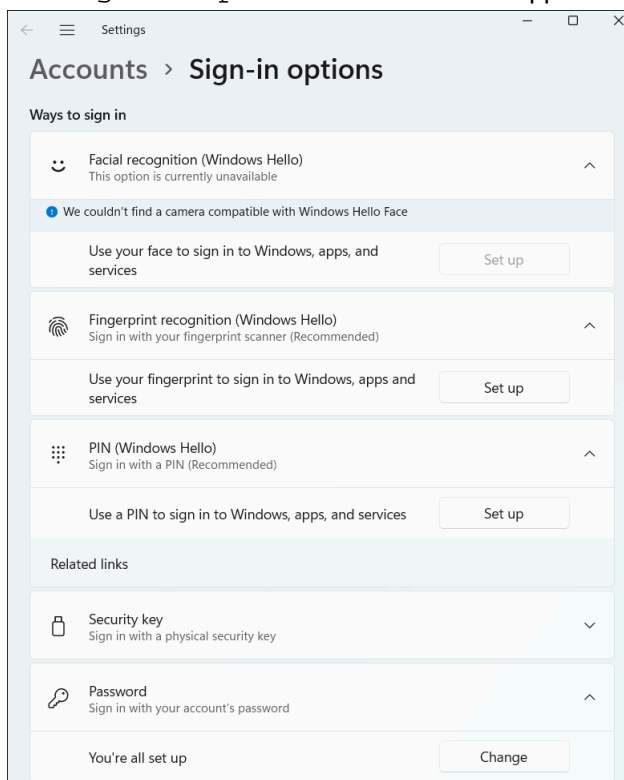 Settings
Accounts > Sign-in options
Ways to sign in
Facial recognition (Windows Hello)
This option is currently unavailable
We couldn't find a camera compatible with Windows Hello Face
Use your face to sign in to Windows, apps, and
services
Set up
Fingerprint recognition (Windows Hello)
Sign in with your fingerprint scanner (Recommended)
Use your fingerprint to sign in to Windows, apps and
services
Set up
PIN (Windows Hello)
Sign in with a PIN (Recommended)
Use a PIN to sign in to Windows, apps, and services
Set up
Related links
Security key
Sign in with a physical security key
Password
Sign in with your account's password
You're all set up
Change